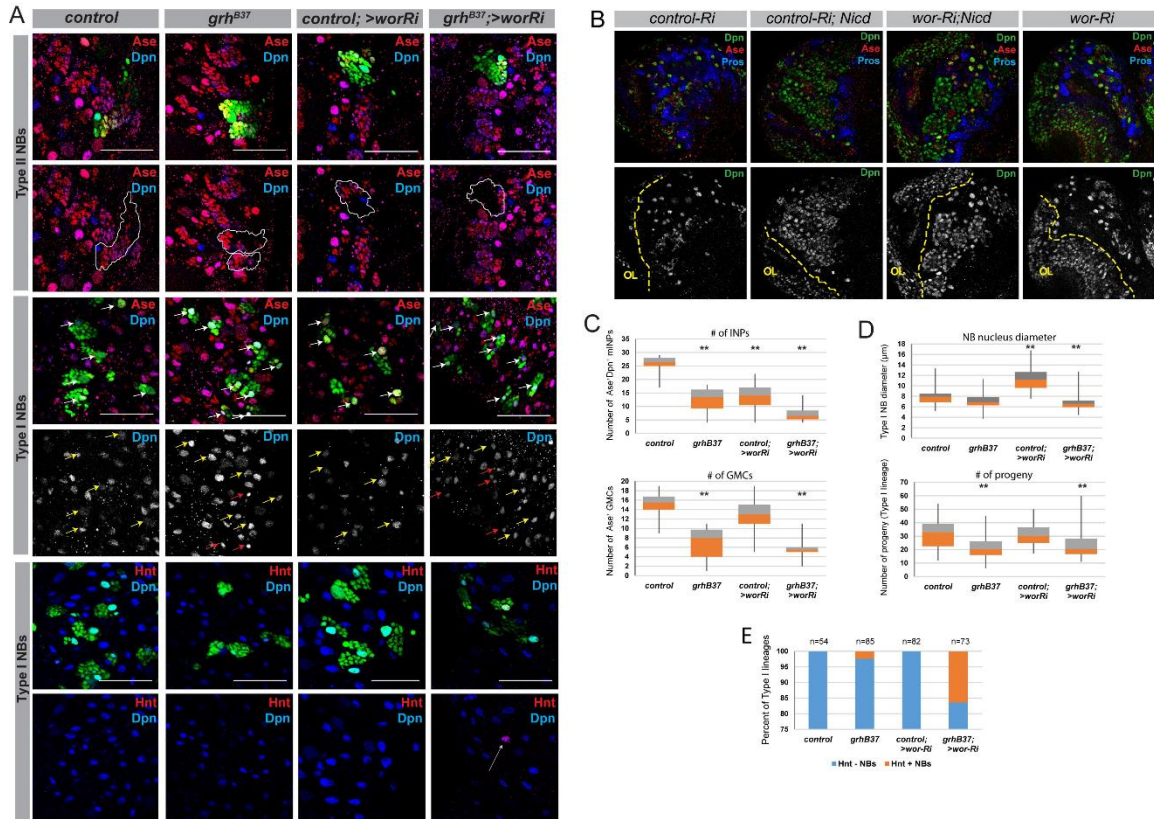 A
control
grhB37
control; >worRi
grhB37;>worRi
Type II NBs
Ase
Dpn
Ase
Dpn
Ase
Dpn
Ase
Dpn
Ase
Dpn
Ase
Dpn
Ase
Dpn
Ase
Dpn
Type I NBs
Ase
Dpn
Ase
Dpn
Ase
Dpn
Ase
Dpn
Dpn
Dpn
Dpn
Dpn
Type I NBs
Hnt
Dpn
Hnt
Dpn
Hnt
Dpn
Hnt
Dpn
Hnt
Dpn
Hnt
Dpn
Hnt
Dpn
Hnt
Dpn
B
control-Ri
control-Ri; Nicd
wor-Ri;Nicd
wor-Ri
Dpn
Ase
Pros
Dpn
Ase
Pros
Dpn
Ase
Pros
Dpn
Ase
Pros
Dpn
Dpn
Dpn
Dpn
OL
OL
OL
OL
C
# of INPs
Number of Ase+Dpn+ mINPs
35
30
25
20
15
10
5
0
** ** **
control grhB37 control; >worRi grhB37; >worRi
# of GMCs
Number of Ase+ GMCs
20
18
16
14
12
10
8
6
4
2
0
** **
control grhB37 control; >worRi grhB37; >worRi
D
NB nucleus diameter
Type I NB diameter (µm)
18
16
14
12
10
8
6
4
2
0
** **
control grhB37 control; >worRi grhB37; >worRi
# of progeny
Number of progeny (Type I lineage)
70
60
50
40
30
20
10
0
** **
control grhB37 control; >worRi grhB37; >worRi
E
n=54 n=85 n=82 n=73
Percent of Type I lineages
100
95
90
85
80
75
control grhB37 control; >wor-Ri grhB37; >wor-Ri
Hnt - NBs Hnt + NBs